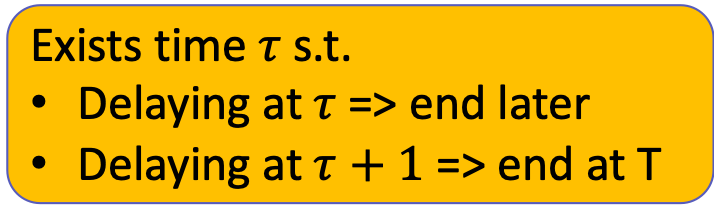 Exists time 𝜏 s.t.
• Delaying at 𝜏 => end later
• Delaying at 𝜏 + 1 => end at T